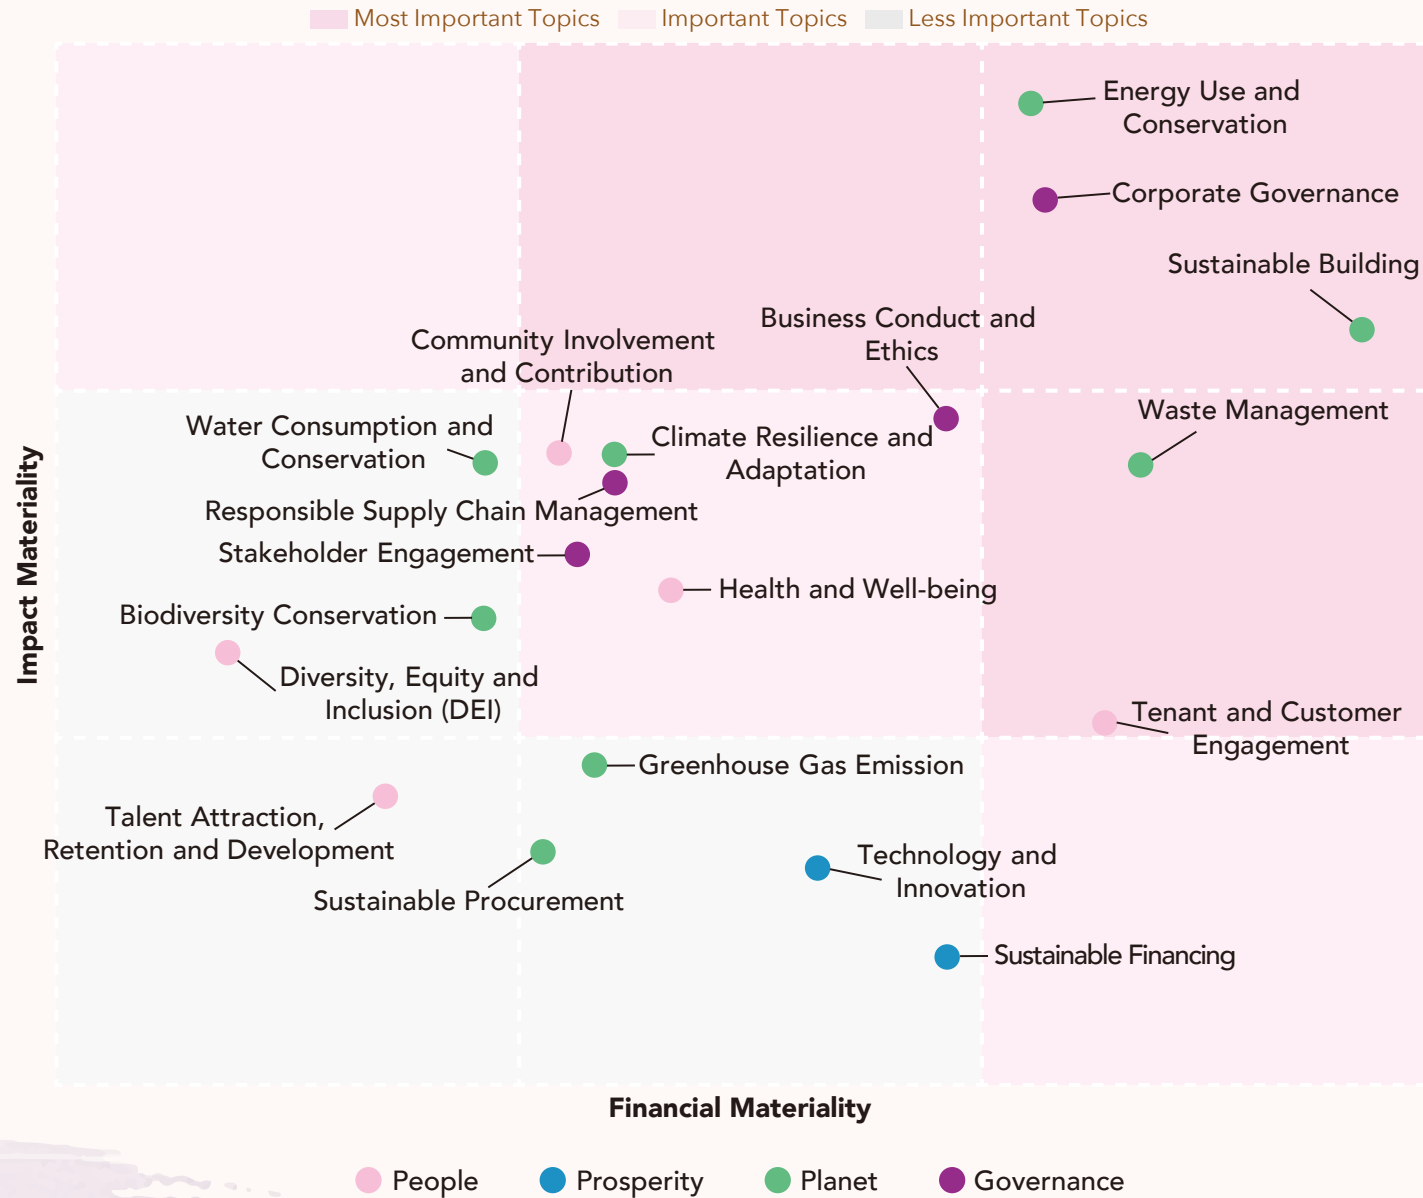 Most Important Topics
Important Topics
Less Important Topics
Energy Use and
Conservation
Corporate Governance
Sustainable Building
Business Conduct and
Ethics
Community Involvement
and Contribution
Waste Management
Water Consumption and
Conservation
Climate Resilience and
Adaptation
Responsible Supply Chain Management
Stakeholder Engagement
Health and Well-being
Biodiversity Conservation
Diversity, Equity and
Inclusion (DEI)
Tenant and Customer
Engagement
Greenhouse Gas Emission
Talent Attraction,
Retention and Development
Technology and
Innovation
Sustainable Procurement
Sustainable Financing
Impact Materiality
Financial Materiality
People
Prosperity
Planet
Governance